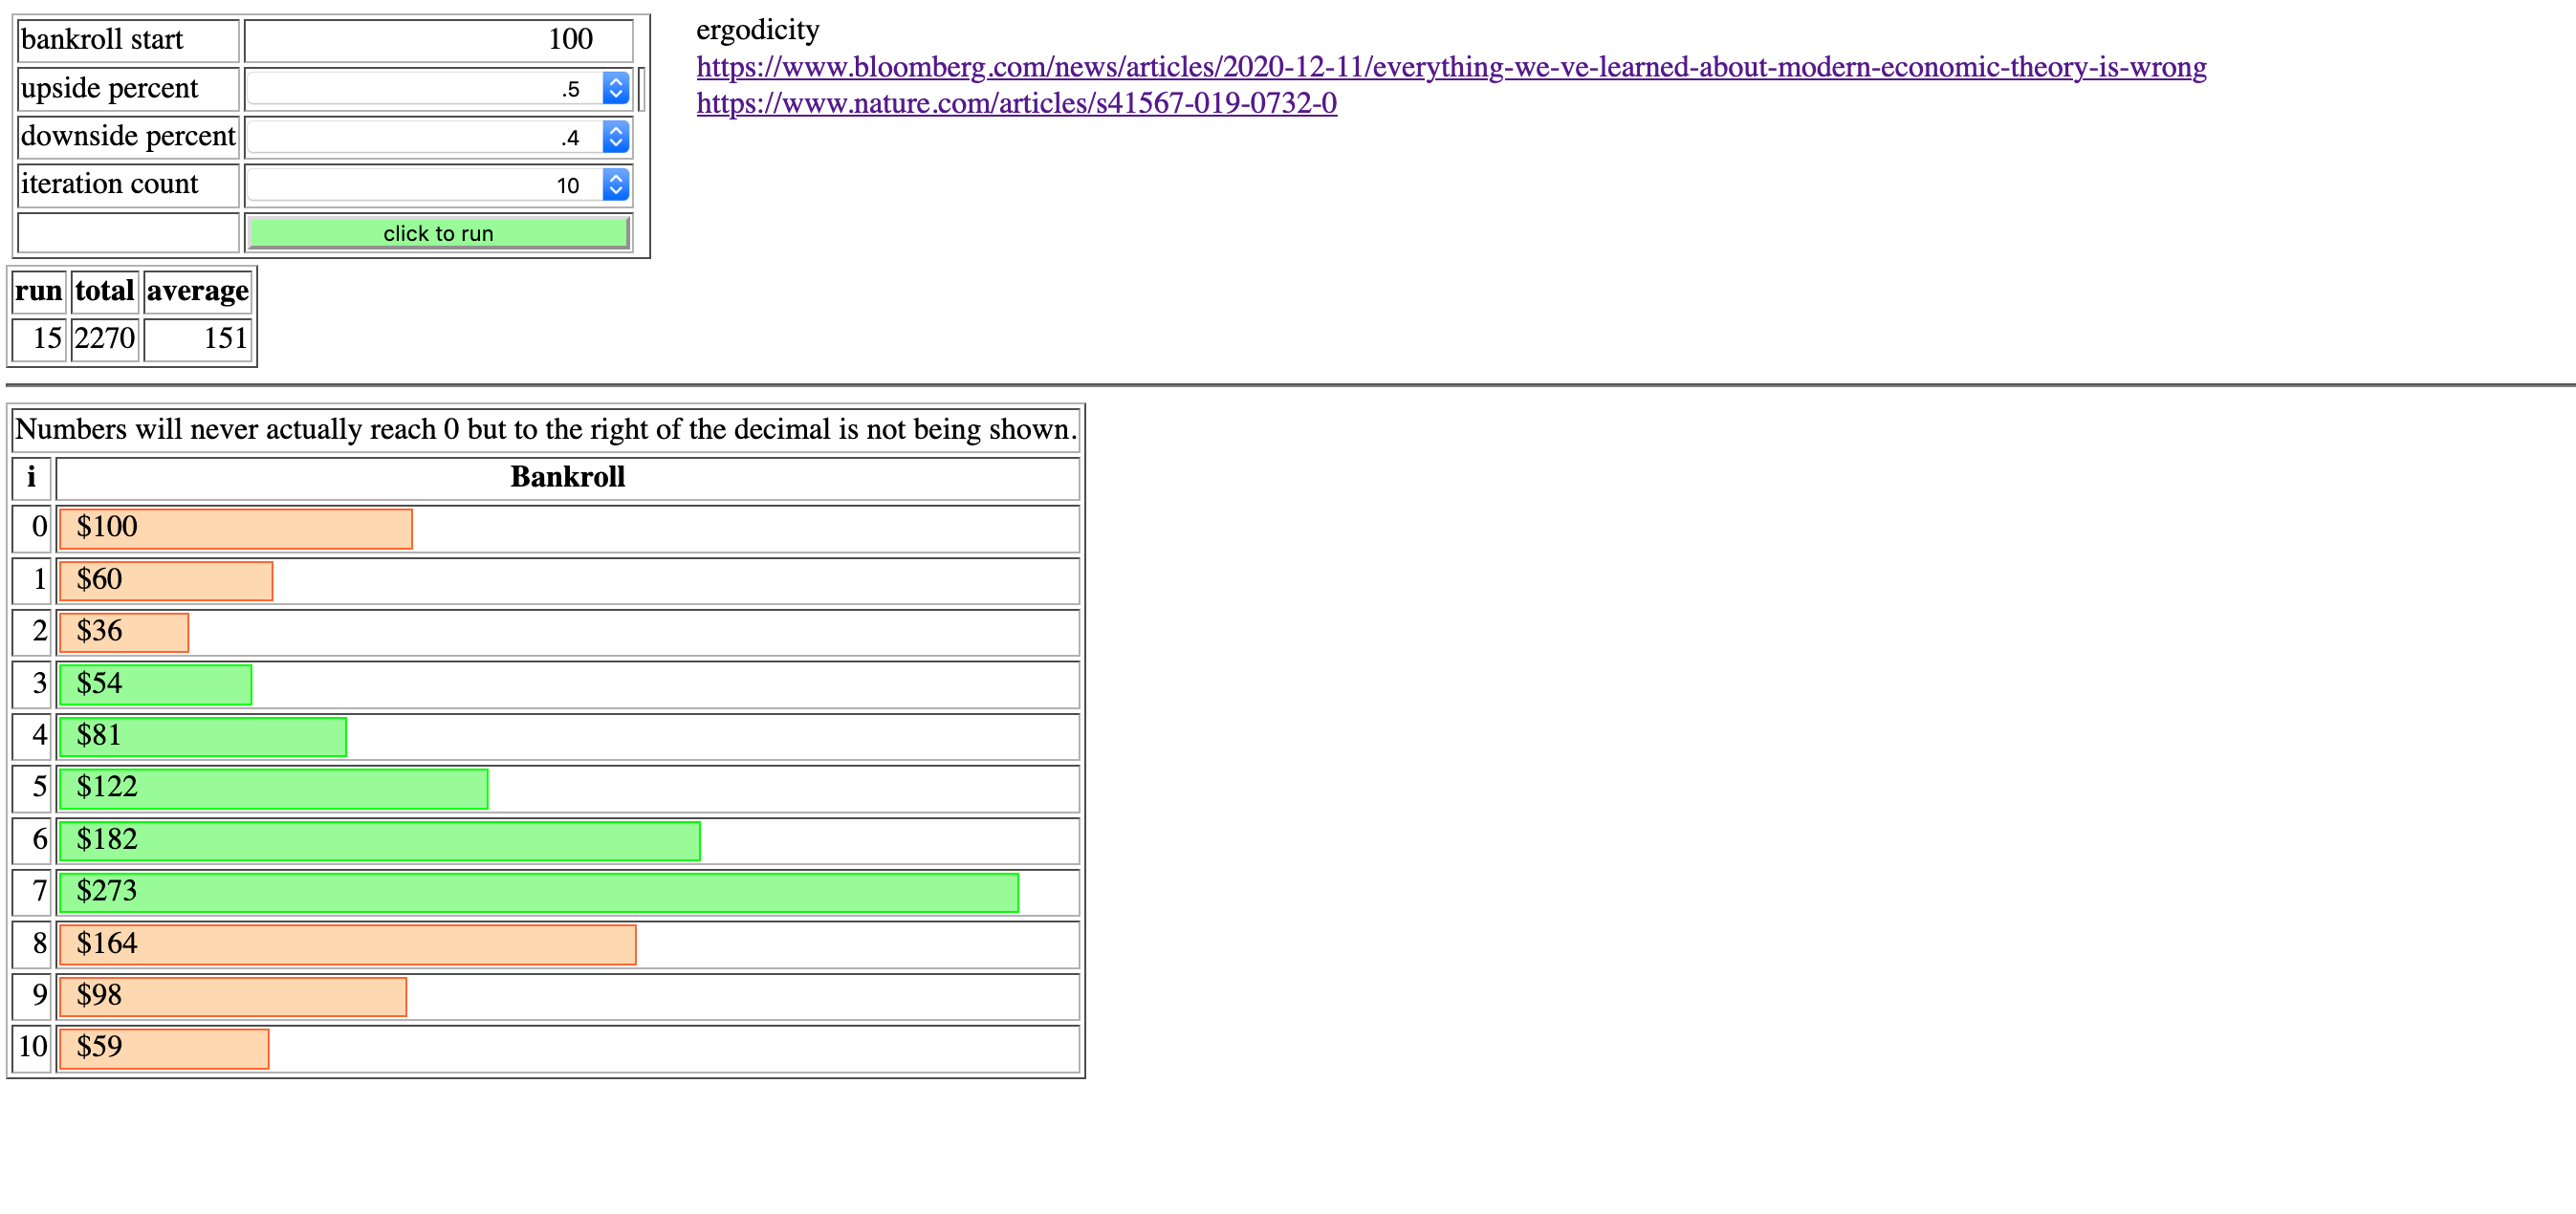 bankroll start 100
upside percent .5
downside percent .4
iteration count 10
click to run
ergodicity
https://www.bloomberg.com/news/articles/2020-12-11/everything-we-ve-learned-about-modern-economic-theory-is-wrong
https://www.nature.com/articles/s41567-019-0732-0
run total average
15 2270 151
Numbers will never actually reach 0 but to the right of the decimal is not being shown.
i Bankroll
0 $100
1 $60
2 $36
3 $54
4 $81
5 $122
6 $182
7 $273
8 $164
9 $98
10 $59